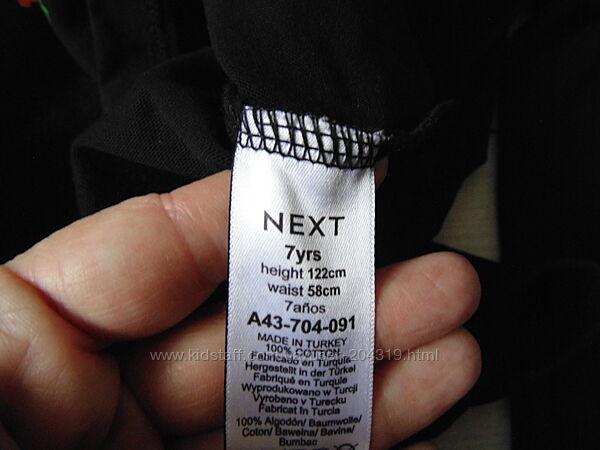 NEXT
7yrs
height 122cm
waist 58cm
7años
A43-704-091
MADE IN TURKEY
100% COTTON
Fabricado en Turquía
Hergestellt in der Türkei
Fabriqué en Turquie
Wyprodukowano w Turcji
Vyrobeno v Turecku
Fabricat în Turcia
100% Algodón/ Baumwolle/
Coton/ Bawełna/ Bavlna/
Bumbac